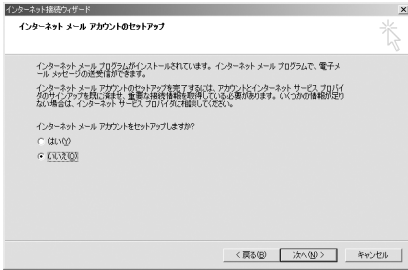 インターネット接続ウィザード
インターネット メール アカウントのセットアップ
インターネット メール プログラムがインストールされています。インターネット メール プログラムで、電子メ
ール メッセージの送受信ができます。
インターネット メール アカウントのセットアップを完了するには、アカウントとインターネット サービス プロバイ
ダのサインアップを既に済ませ、重要な接続情報を取得している必要があります。いくつかの情報が足り
ない場合は、インターネット サービス プロバイダに相談してください。
インターネット メール アカウントをセットアップしますか?
はい(Y)
いいえ(O)
< 戻る(B)
次へ(N) >
キャンセル